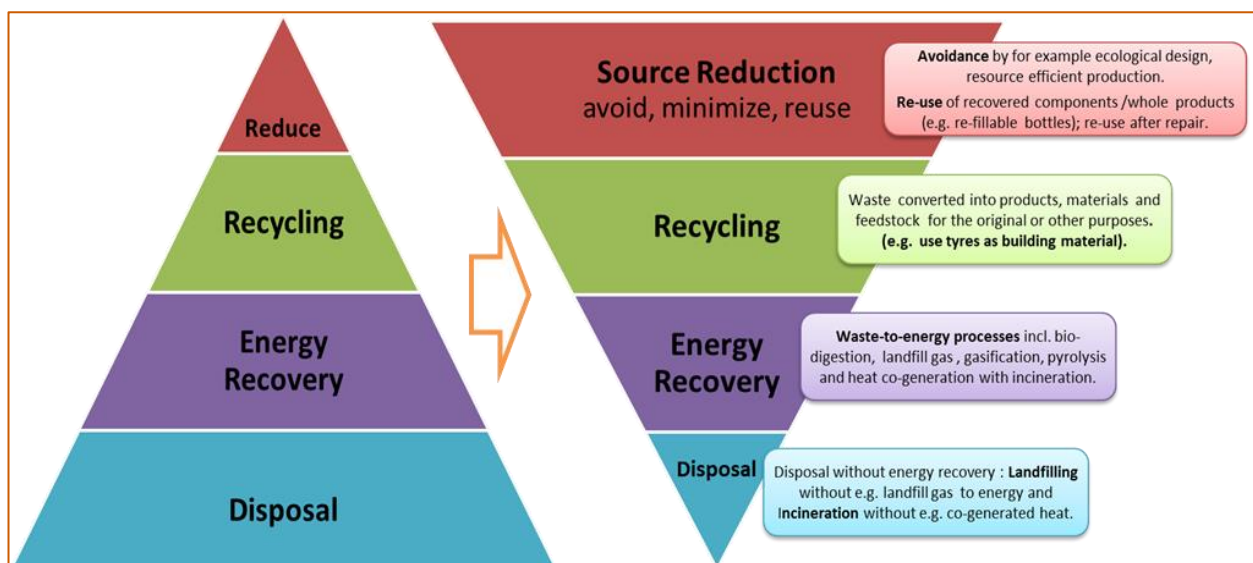 Reduce
Recycling
Energy
Recovery
Disposal
Source Reduction
avoid, minimize, reuse
Recycling
Energy
Recovery
Disposal
Avoidance by for example ecological design,
resource efficient production.
Re-use of recovered components /whole products
(e.g. re-fillable bottles); re-use after repair.
Waste converted into products, materials and
feedstock for the original or other purposes.
(e.g. use tyres as building material).
Waste-to-energy processes incl. bio-
digestion, landfill gas , gasification, pyrolysis
and heat co-generation with incineration.
Disposal without energy recovery : Landfilling
without e.g. landfill gas to energy and
Incineration without e.g. co-generated heat.